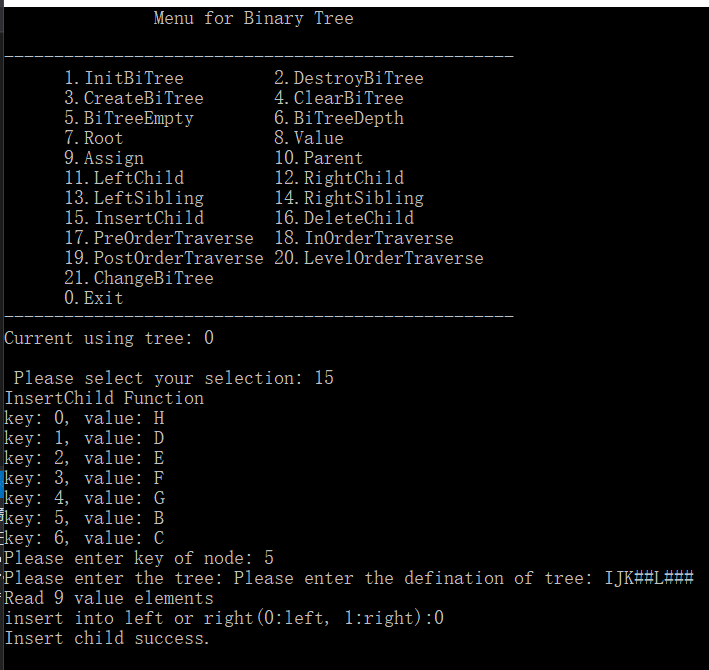 Menu for Binary Tree
---------------------------------------------------
1.InitBiTree 2.DestroyBiTree
3.CreateBiTree 4.ClearBiTree
5.BiTreeEmpty 6.BiTreeDepth
7.Root 8.Value
9.Assign 10.Parent
11.LeftChild 12.RightChild
13.LeftSibling 14.RightSibling
15.InsertChild 16.DeleteChild
17.PreOrderTraverse 18.InOrderTraverse
19.PostOrderTraverse 20.LevelOrderTraverse
21.ChangeBiTree
0.Exit
---------------------------------------------------
Current using tree: 0
Please select your selection: 15
InsertChild Function
key: 0, value: H
key: 1, value: D
key: 2, value: E
key: 3, value: F
key: 4, value: G
key: 5, value: B
key: 6, value: C
Please enter key of node: 5
Please enter the tree: Please enter the defination of tree: IJK##L###
Read 9 value elements
insert into left or right(0:left, 1:right):0
Insert child success.